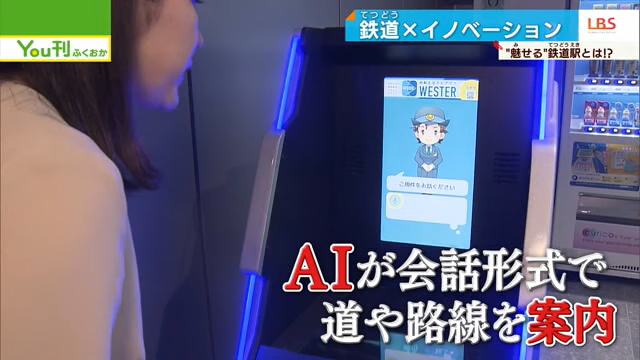 You刊
ふくおか
てつどう
鉄道×イノベーション
LBS
み てつどうえき
"魅せる"鉄道駅とは!?
WESTER
ご用件をお話ください
AIが会話形式で
道や路線を案内